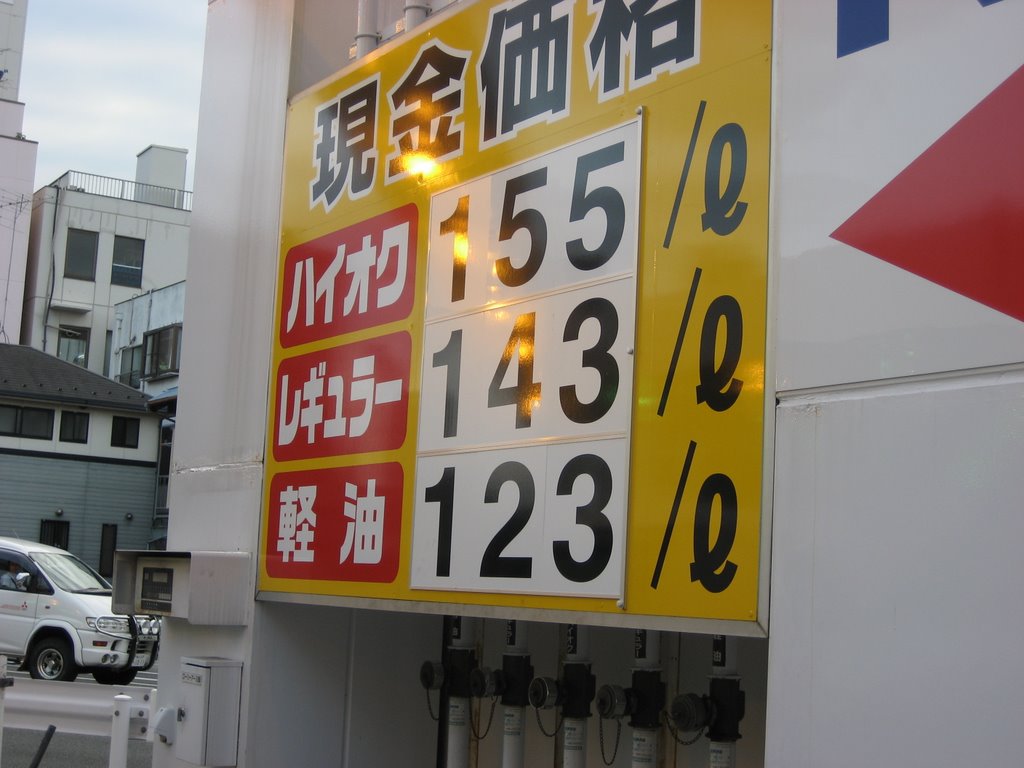 現金価格
ハイオク 155/ℓ
レギュラー 143/ℓ
軽油 123/ℓ